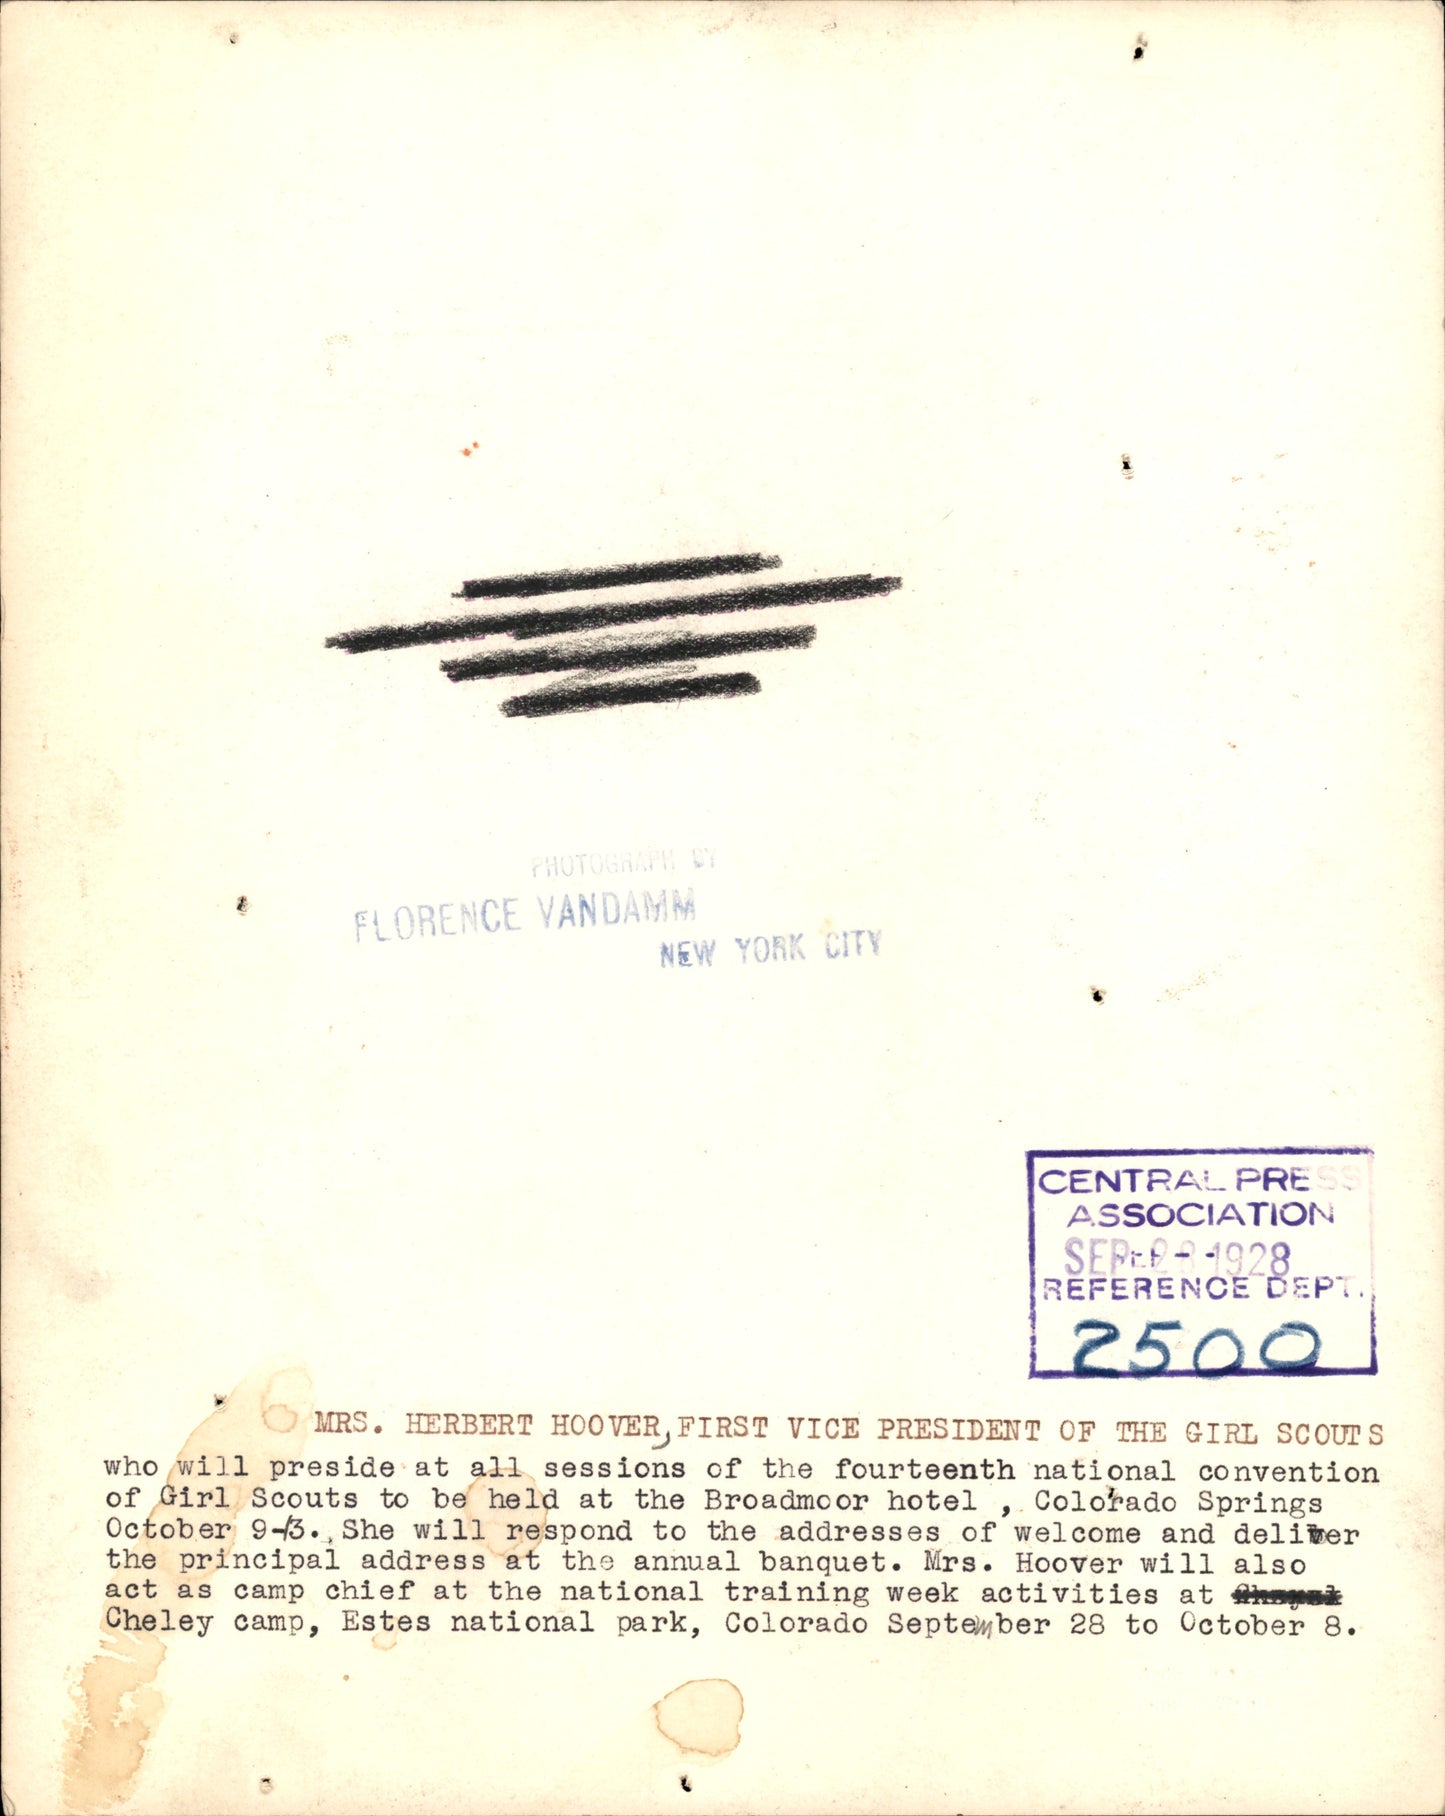 PHOTOGRAPH BY
FLORENCE VANDAMM
NEW YORK CITY
CENTRAL PRESS
ASSOCIATION
SEP 28 1928
REFERENCE DEPT.
2500
MRS. HERBERT HOOVER, FIRST VICE PRESIDENT OF THE GIRL SCOUTS
who will preside at all sessions of the fourteenth national convention
of Girl Scouts to be held at the Broadmoor hotel , Colorado Springs
October 9-13. She will respond to the addresses of welcome and deliver
the principal address at the annual banquet. Mrs. Hoover will also
act as camp chief at the national training week activities at
Cheley camp, Estes national park, Colorado September 28 to October 8.